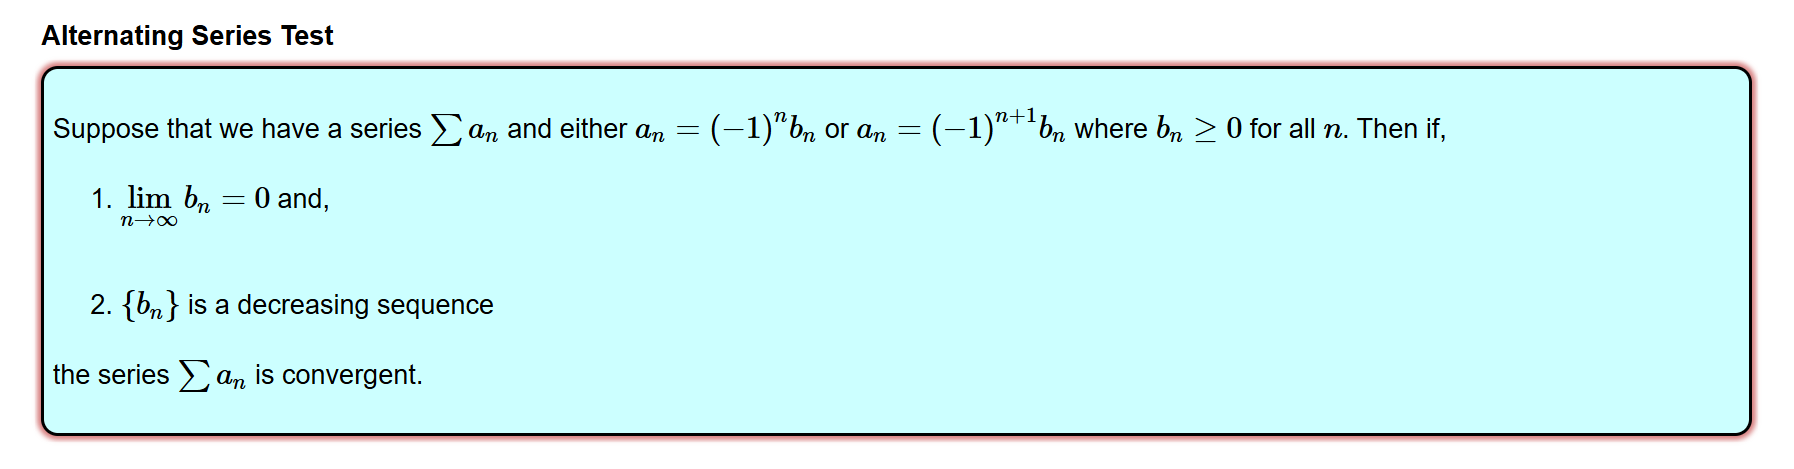 Alternating Series Test
Suppose that we have a series $\sum a_n$ and either $a_n = (-1)^n b_n$ or $a_n = (-1)^{n+1} b_n$ where $b_n \geq 0$ for all $n$. Then if,
1. $\lim\limits_{n \to \infty} b_n = 0$ and,
2. $\{b_n\}$ is a decreasing sequence
the series $\sum a_n$ is convergent.